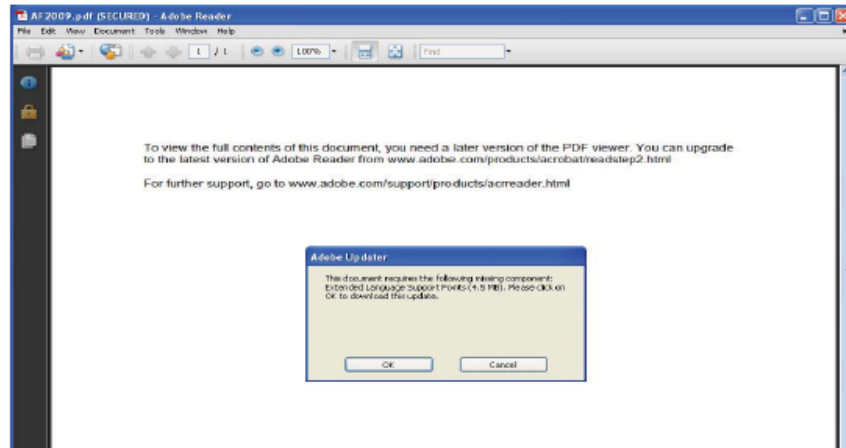 AF2009.pdf (SECURED) - Adobe Reader
File Edit View Document Tools Window Help
1 / 1 100% Find
To view the full contents of this document, you need a later version of the PDF viewer. You can upgrade
to the latest version of Adobe Reader from www.adobe.com/products/acrobat/readstep2.html
For further support, go to www.adobe.com/support/products/acrreader.html
Adobe Updater
This document requires the following missing component:
Extended Language Support Fonts (4.5 MB). Please click on
OK to download this update.
OK Cancel